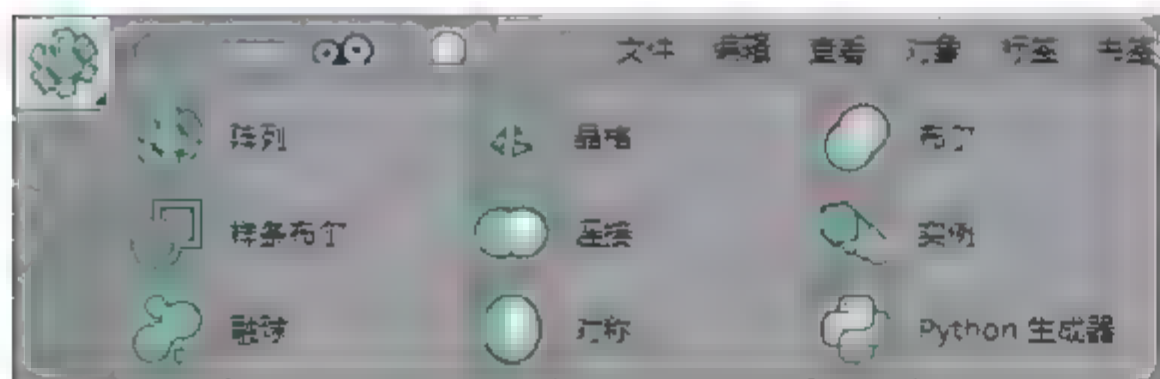 文件 编辑 查看 对象 标签 书签
阵列 晶格 布尔
样条布尔 连接 实例
融球 对称 Python 生成器